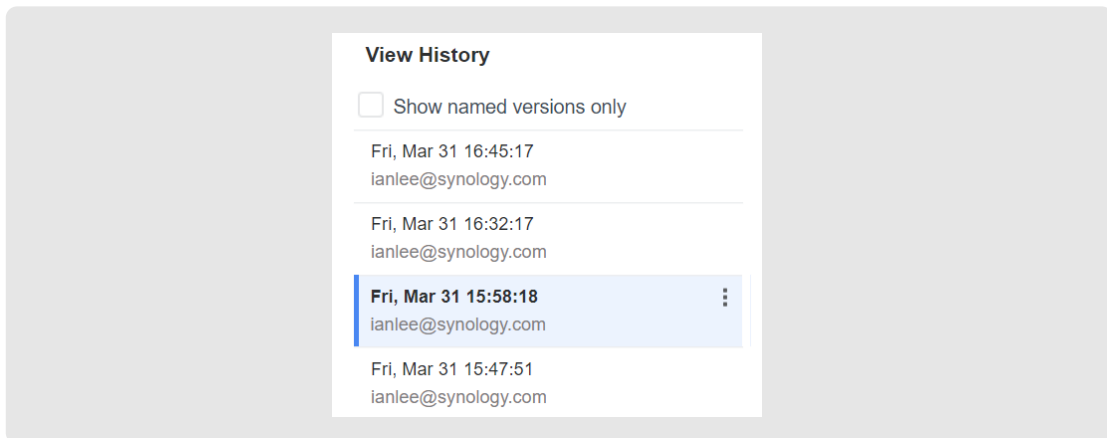 View History
Show named versions only
Fri, Mar 31 16:45:17
ianlee@synology.com
Fri, Mar 31 16:32:17
ianlee@synology.com
Fri, Mar 31 15:58:18
ianlee@synology.com
Fri, Mar 31 15:47:51
ianlee@synology.com